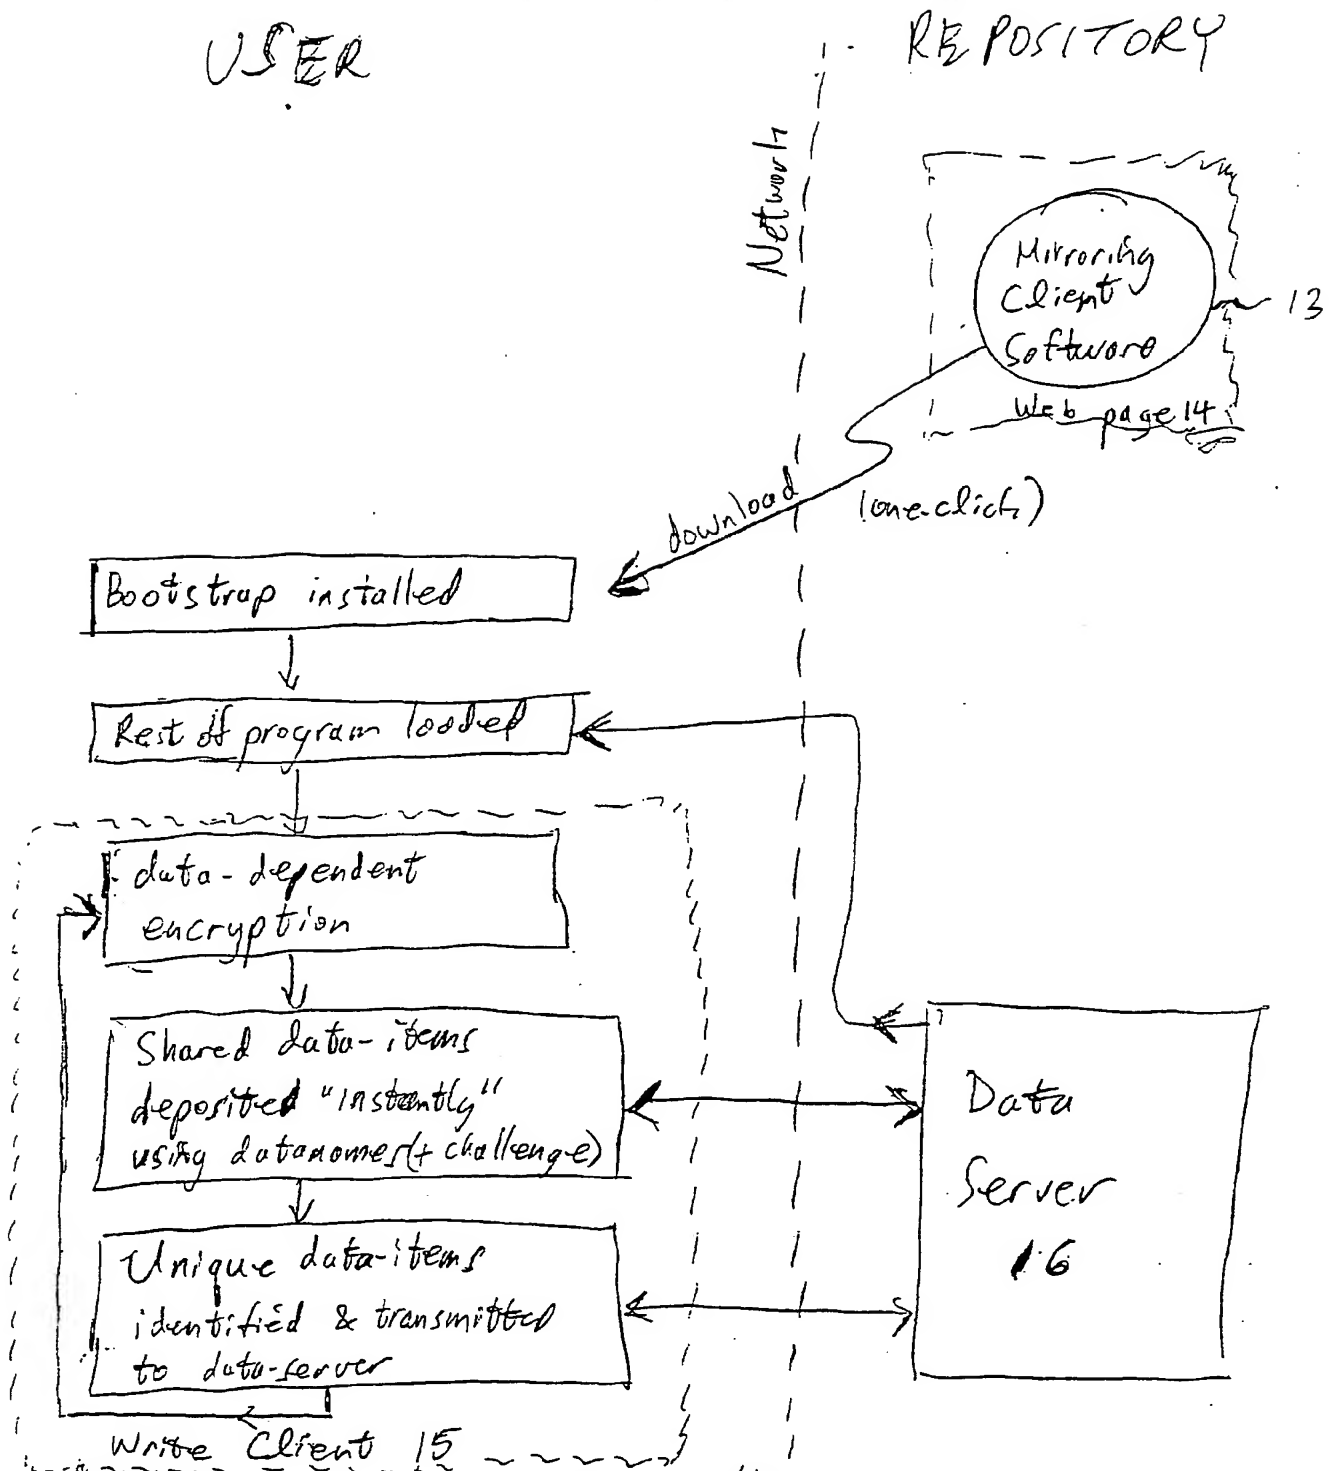 USER
REPOSITORY
Network
Mirroring
Client
Software
13
Web page 14
(one-click)
download
Bootstrap installed
Rest of program loaded
data-dependent
encryption
Shared data-items
deposited "instantly"
using datanames (+ challenge)
Unique data-items
identified & transmitted
to data-server
Write Client 15
Data
Server
16